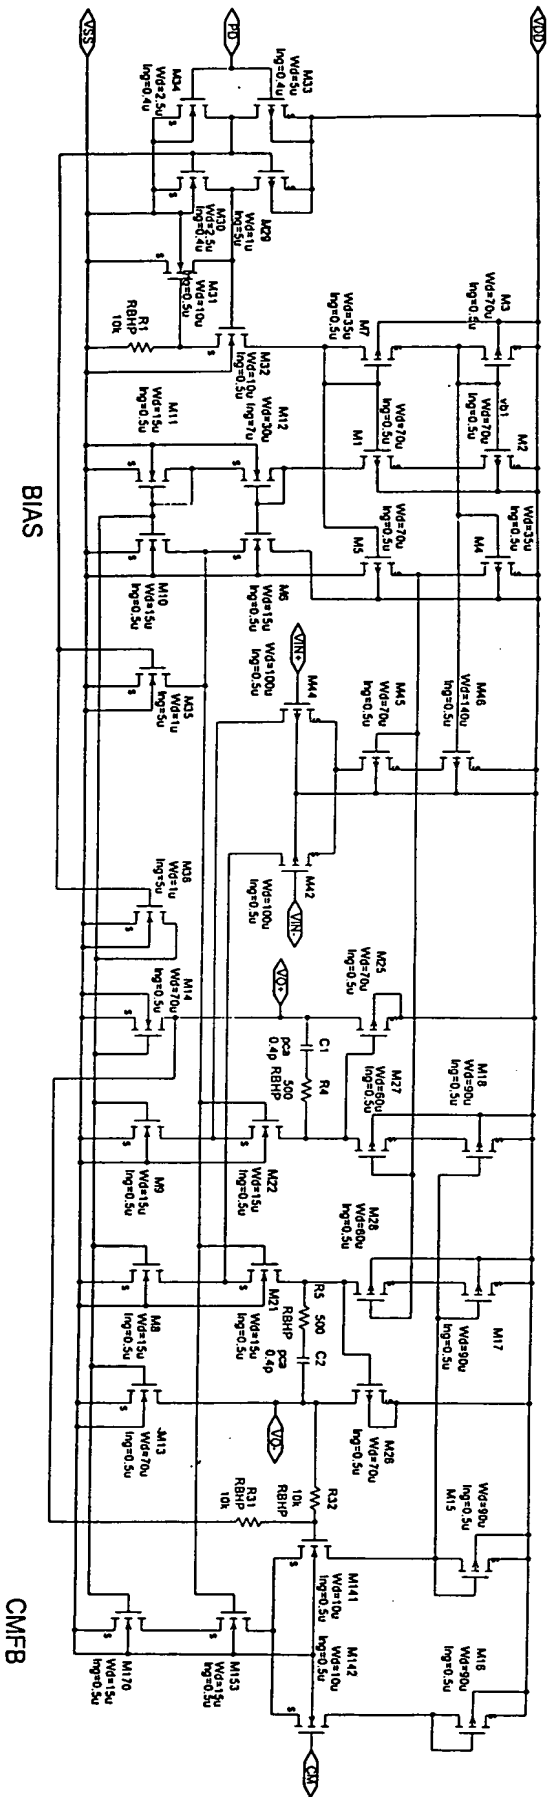 VSS
PD
VDD
M34
Wd=2.5u
lng=0.4u
M33
Wd=5u
lng=0.4u
M30
Wd=2.5u
lng=0.4u
M29
Wd=1u
lng=5u
M31
Wd=10u
lng=0.5u
R1
RBHP
10k
M32
Wd=10u
lng=0.5u
M7
Wd=35u
lng=0.5u
M3
Wd=70u
lng=0.5u
vb1
M11
Wd=15u
lng=0.5u
M12
Wd=30u
lng=7u
M1
Wd=70u
lng=0.5u
M2
Wd=70u
lng=0.5u
BIAS
M10
Wd=15u
lng=0.5u
M6
Wd=15u
lng=0.5u
M5
Wd=70u
lng=0.5u
M4
Wd=35u
lng=0.5u
M35
Wd=1u
lng=5u
VIN+
M44
Wd=100u
lng=0.5u
M45
Wd=70u
lng=0.5u
M46
Wd=140u
lng=0.5u
M42
Wd=100u
lng=0.5u
VIN-
M36
Wd=1u
lng=5u
M14
Wd=70u
lng=0.5u
VO+
M25
Wd=70u
lng=0.5u
C1
pca
0.4p
R4
500
RBHP
M27
Wd=60u
lng=0.5u
M18
Wd=90u
lng=0.5u
M9
Wd=15u
lng=0.5u
M22
Wd=15u
lng=0.5u
M28
Wd=60u
lng=0.5u
M17
Wd=90u
lng=0.5u
M8
Wd=15u
lng=0.5u
M21
Wd=15u
lng=0.5u
R5
500
RBHP
C2
pca
0.4p
M13
Wd=70u
lng=0.5u
VO-
M26
Wd=70u
lng=0.5u
R31
RBHP
10k
R32
10k
RBHP
M15
Wd=90u
lng=0.5u
M141
Wd=10u
lng=0.5u
M142
Wd=10u
lng=0.5u
M16
Wd=90u
lng=0.5u
M170
Wd=15u
lng=0.5u
M153
Wd=15u
lng=0.5u
CM
CMFB